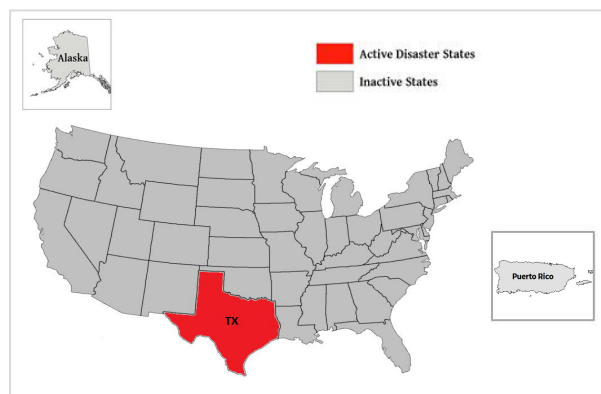 Alaska
Active Disaster States
Inactive States
Puerto Rico
TX